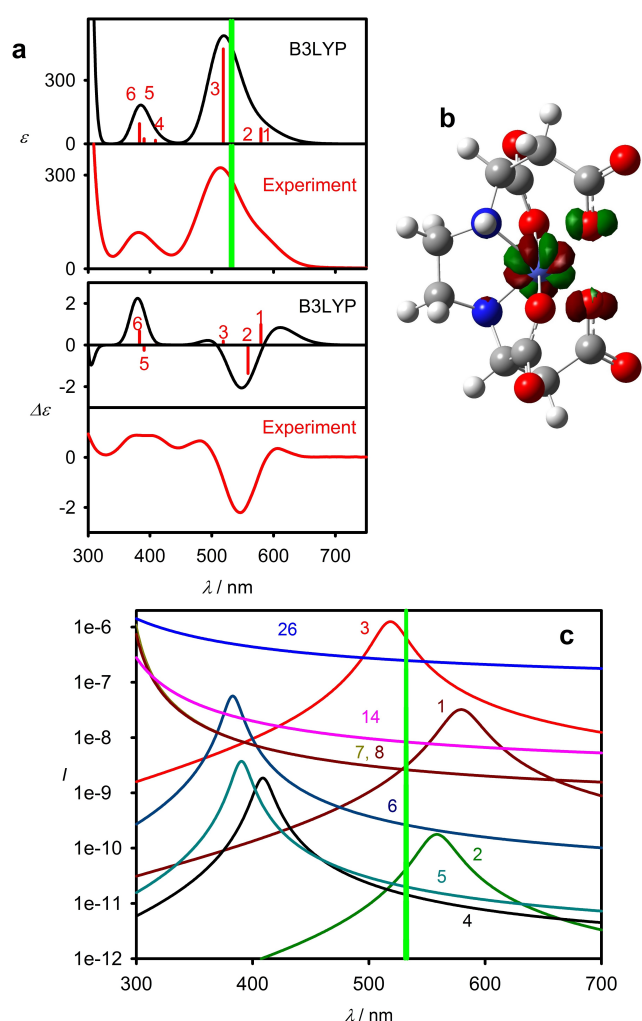 a
B3LYP
300
6 5
3
4
2 1
ε
0
300
Experiment
0
2
B3LYP
6
3
1
2
0
5
-2
Δε
Experiment
0
-2
300 400 500 600 700
λ / nm
b
c
1e-6
26
3
1e-7
14
1
1e-8
7, 8
I
1e-9
6
1e-10
2
5
1e-11
4
1e-12
300 400 500 600 700
λ / nm